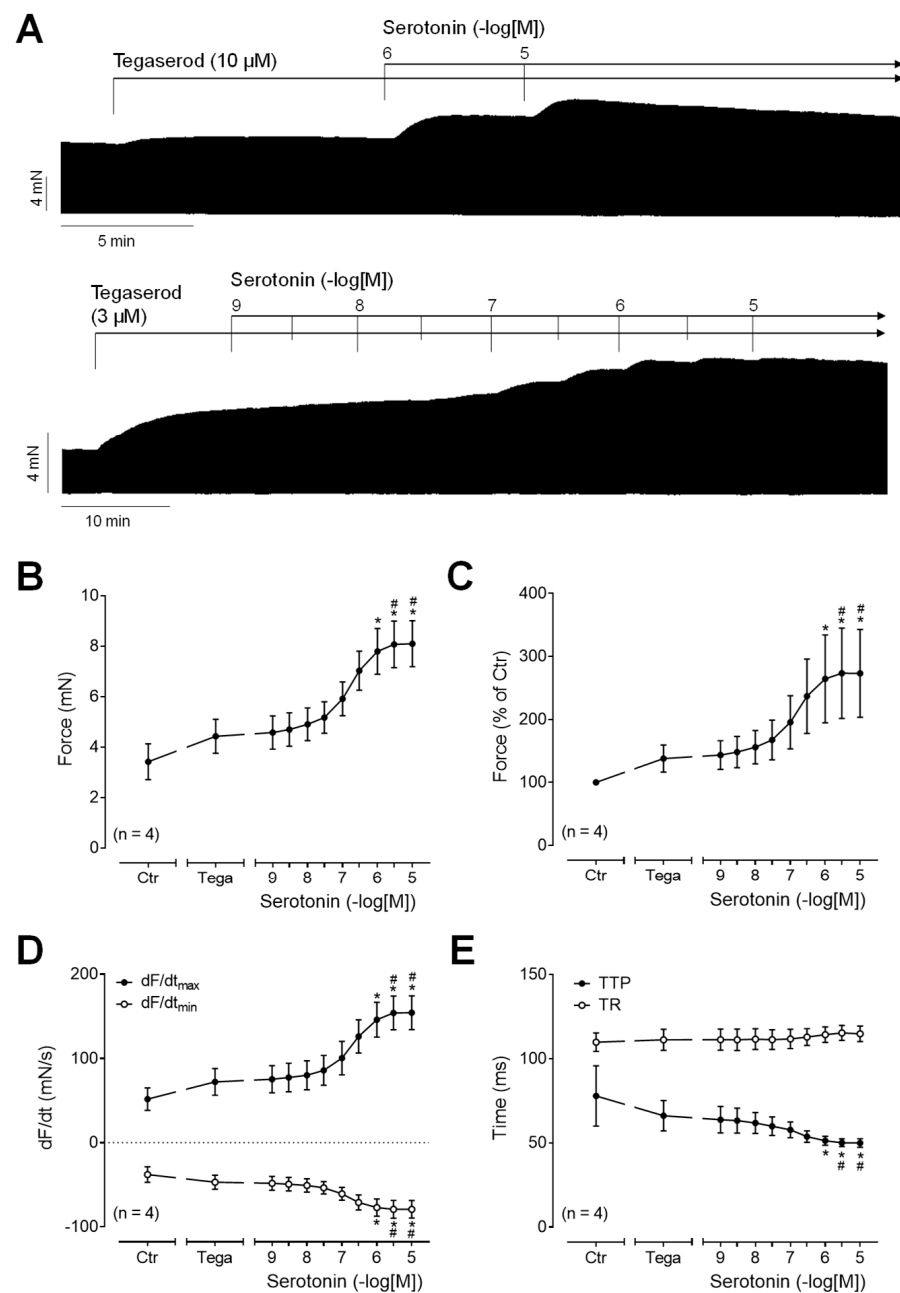 A
Serotonin (-log[M])
Tegaserod (10 µM)
6
5
4 mN
5 min
Serotonin (-log[M])
Tegaserod
(3 µM)
9
8
7
6
5
4 mN
10 min
B
Force (mN)
10
8
6
4
2
0
# #
* * *
(n = 4)
Ctr Tega 9 8 7 6 5
Serotonin (-log[M])
C
Force (% of Ctr)
400
300
200
100
0
# #
* * *
(n = 4)
Ctr Tega 9 8 7 6 5
Serotonin (-log[M])
D
dF/dt (mN/s)
200
100
0
-100
dF/dtmax
dF/dtmin
# #
* * *
* * *
# #
(n = 4)
Ctr Tega 9 8 7 6 5
Serotonin (-log[M])
E
Time (ms)
150
100
50
0
TTP
TR
* * *
# #
(n = 4)
Ctr Tega 9 8 7 6 5
Serotonin (-log[M])